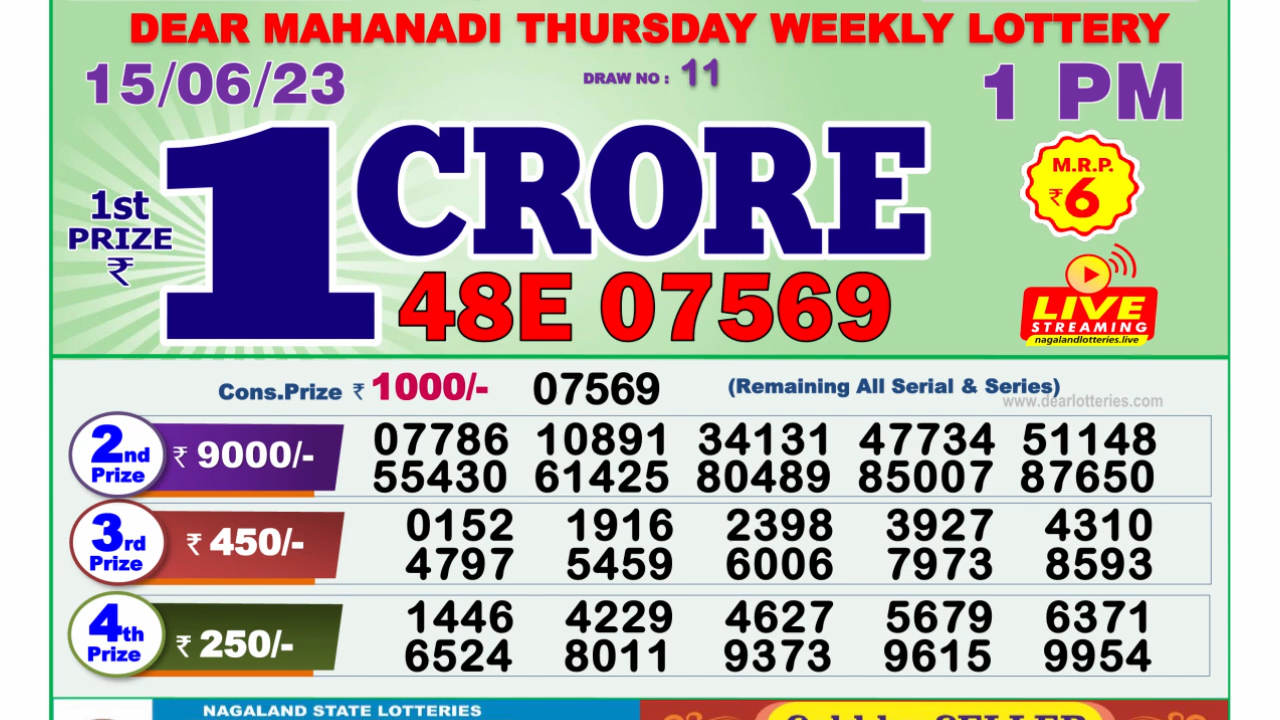 DEAR MAHANADI THURSDAY WEEKLY LOTTERY
15/06/23
DRAW NO : 11
1 PM
1st
PRIZE
₹
1 CRORE
48E 07569
M.R.P.
₹6
LIVE
STREAMING
nagalandlotteries.live
Cons.Prize ₹ 1000/- 07569 (Remaining All Serial & Series)
www.dearlotteries.com
2nd
Prize
₹ 9000/-
07786 10891 34131 47734 51148
55430 61425 80489 85007 87650
3rd
Prize
₹ 450/-
0152 1916 2398 3927 4310
4797 5459 6006 7973 8593
4th
Prize
₹ 250/-
1446 4229 4627 5679 6371
6524 8011 9373 9615 9954
NAGALAND STATE LOTTERIES